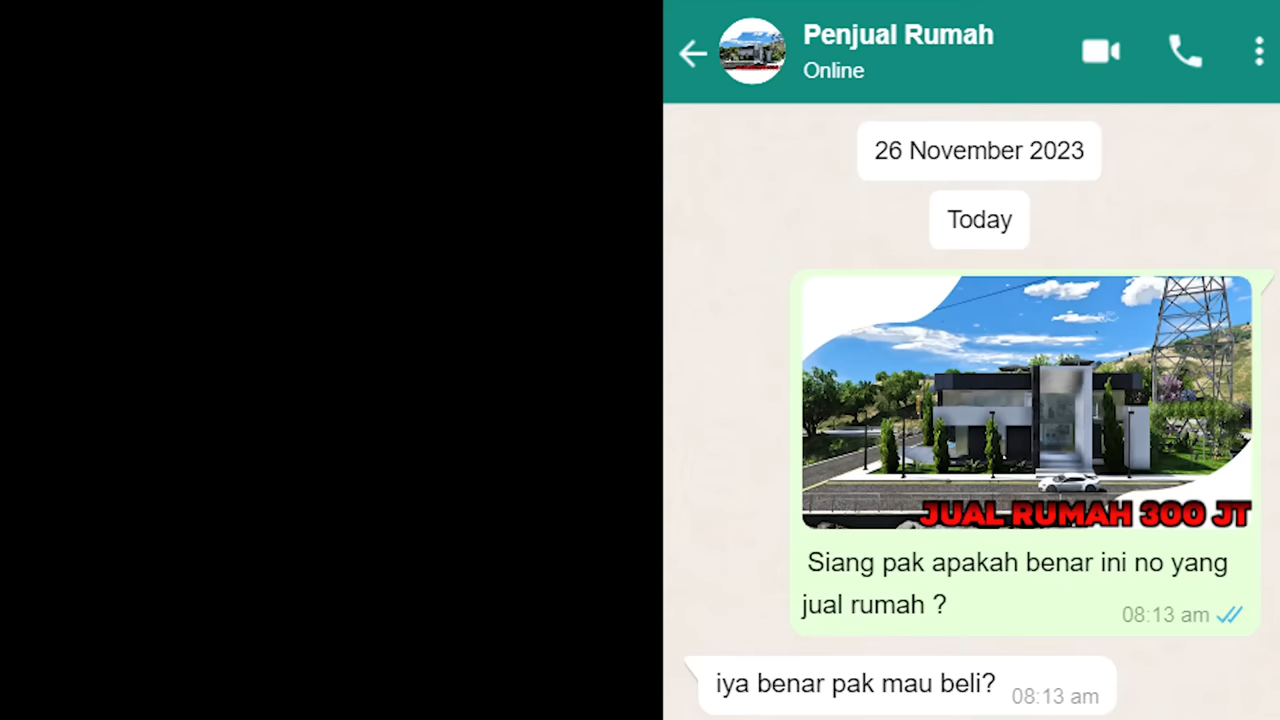 Penjual Rumah
Online
26 November 2023
Today
JUAL RUMAH 300 JT
Siang pak apakah benar ini no yang
jual rumah ?
08:13 am
iya benar pak mau beli?
08:13 am